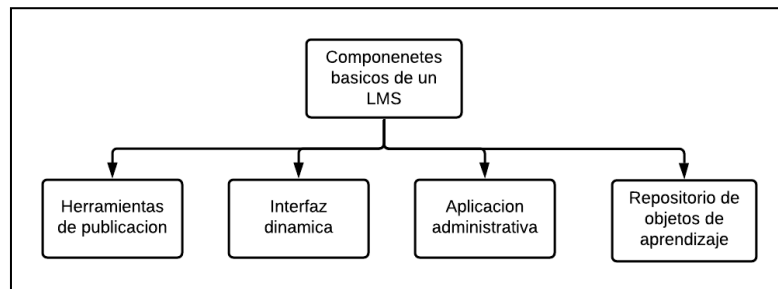 Componenetes
basicos de un
LMS
Herramientas
de publicacion
Interfaz
dinamica
Aplicacion
administrativa
Repositorio de
objetos de
aprendizaje